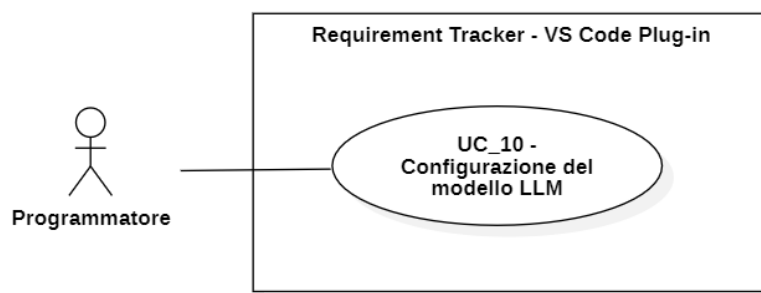 Requirement Tracker - VS Code Plug-in
UC_10 -
Configurazione del
modello LLM
Programmatore